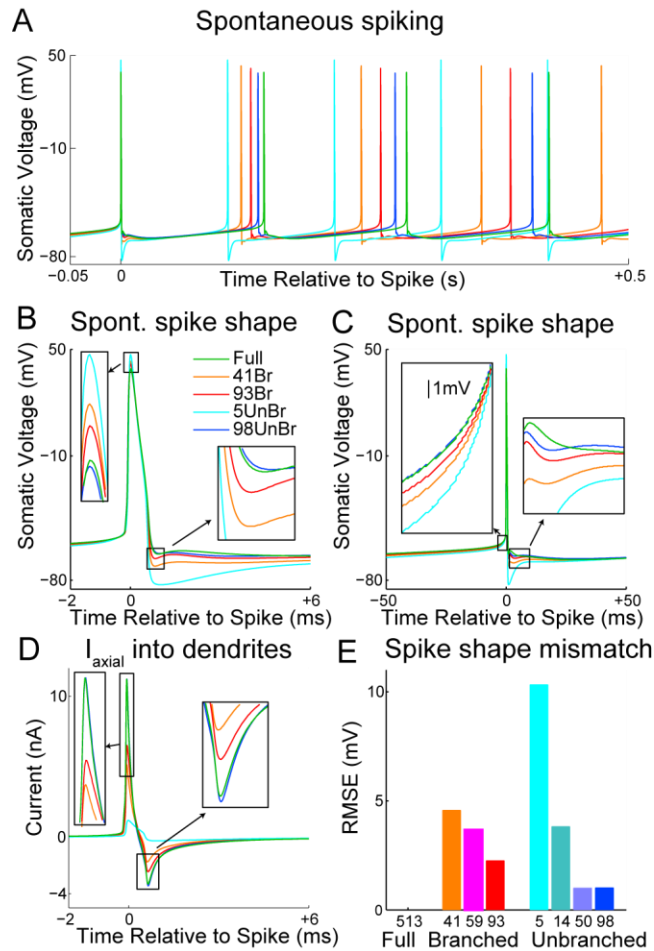 A Spontaneous spiking
Somatic Voltage (mV)
50
-10
-80
-0.05
0
Time Relative to Spike (s)
+0.5
B Spont. spike shape
Somatic Voltage (mV)
50
-10
-80
Full
41Br
93Br
5UnBr
98UnBr
-2
0
+6
Time Relative to Spike (ms)
C Spont. spike shape
Somatic Voltage (mV)
50
-10
-80
|1mV
-50
0
+50
Time Relative to Spike (ms)
D Iaxial into dendrites
Current (nA)
10
0
-4
-2
0
+6
Time Relative to Spike (ms)
E Spike shape mismatch
RMSE (mV)
10
5
0
513
41 59 93
5 14 50 98
Full Branched Unbranched